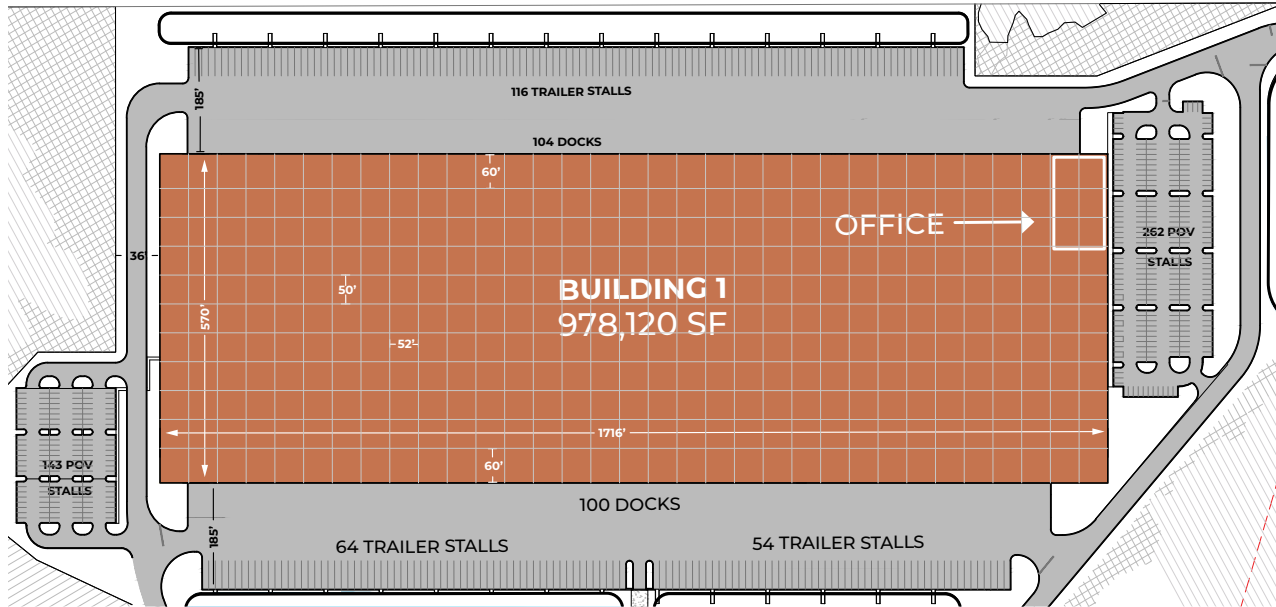 116 TRAILER STALLS
185'
104 DOCKS
60'
OFFICE
262 POV
STALLS
36'
50'
BUILDING 1
978,120 SF
570'
52'
1716'
60'
143 POV
STALLS
100 DOCKS
185'
64 TRAILER STALLS
54 TRAILER STALLS